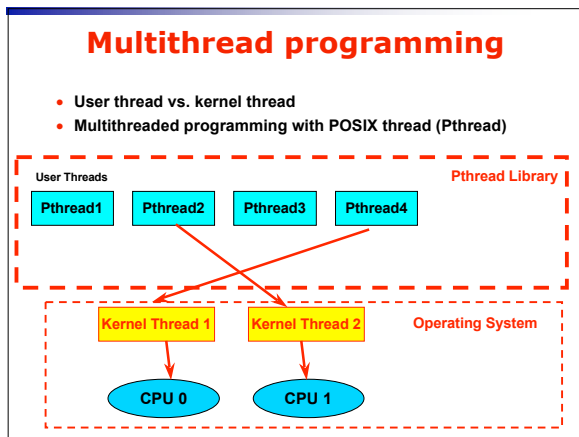 Multithread programming
• User thread vs. kernel thread
• Multithreaded programming with POSIX thread (Pthread)
User Threads
Pthread Library
Pthread1
Pthread2
Pthread3
Pthread4
Kernel Thread 1
Kernel Thread 2
Operating System
CPU 0
CPU 1